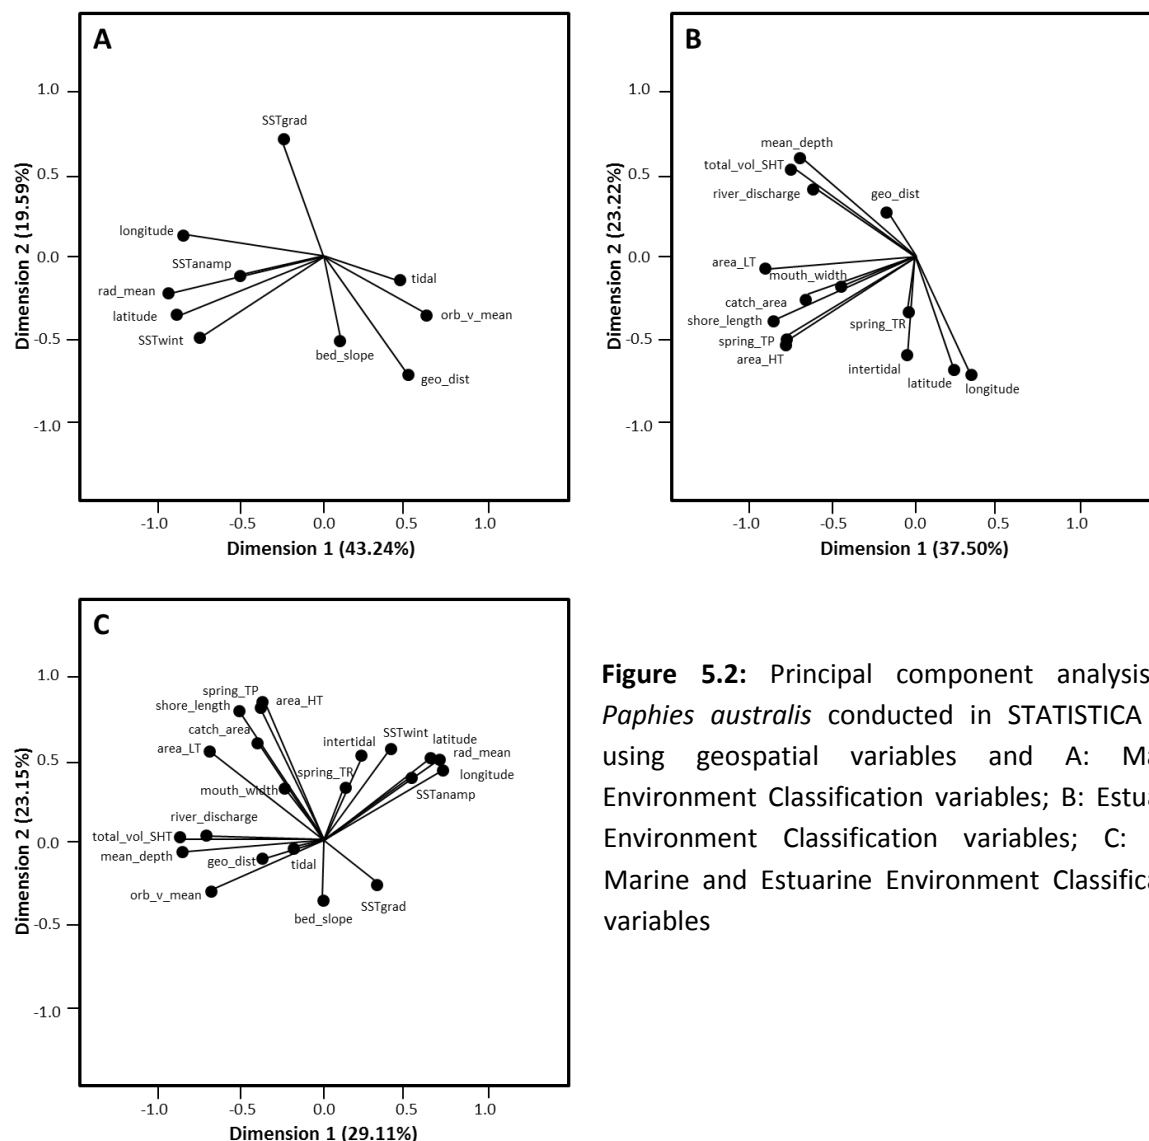 A
1.0
0.5
0.0
-0.5
-1.0
Dimension 2 (19.59%)
SSTgrad
longitude
SSTanamp
rad_mean
latitude
SSTwint
tidal
orb_v_mean
bed_slope
geo_dist
-1.0 -0.5 0.0 0.5 1.0
Dimension 1 (43.24%)
B
1.0
0.5
0.0
-0.5
-1.0
Dimension 2 (23.22%)
mean_depth
total_vol_SHT
river_discharge
geo_dist
area_LT
mouth_width
catch_area
shore_length
spring_TR
spring_TP
area_HT
intertidal
latitude
longitude
-1.0 -0.5 0.0 0.5 1.0
Dimension 1 (37.50%)
C
1.0
0.5
0.0
-0.5
-1.0
Dimension 2 (23.15%)
spring_TP
area_HT
shore_length
catch_area
area_LT
intertidal
SSTwint
latitude
rad_mean
longitude
spring_TR
SSTanamp
mouth_width
river_discharge
total_vol_SHT
mean_depth
geo_dist
tidal
orb_v_mean
SSTgrad
bed_slope
-1.0 -0.5 0.0 0.5 1.0
Dimension 1 (29.11%)
Figure 5.2: Principal component analysis
Paphies australis conducted in STATISTICA
using geospatial variables and A: Ma
Environment Classification variables; B: Estua
Environment Classification variables; C:
Marine and Estuarine Environment Classifica
variables